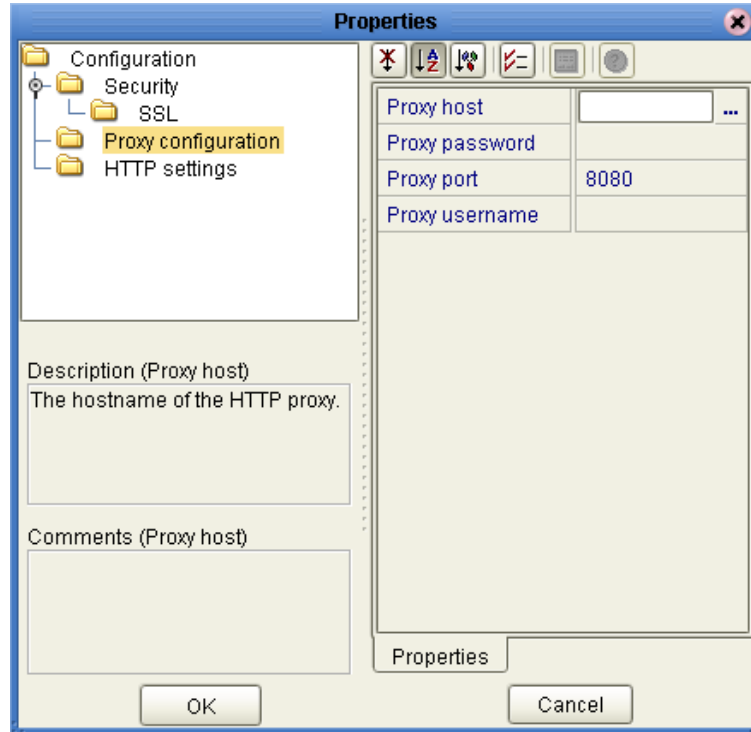 Properties
Configuration
Security
SSL
Proxy configuration
HTTP settings
Description (Proxy host)
The hostname of the HTTP proxy.
Comments (Proxy host)
Proxy host ...
Proxy password
Proxy port 8080
Proxy username
Properties
OK
Cancel